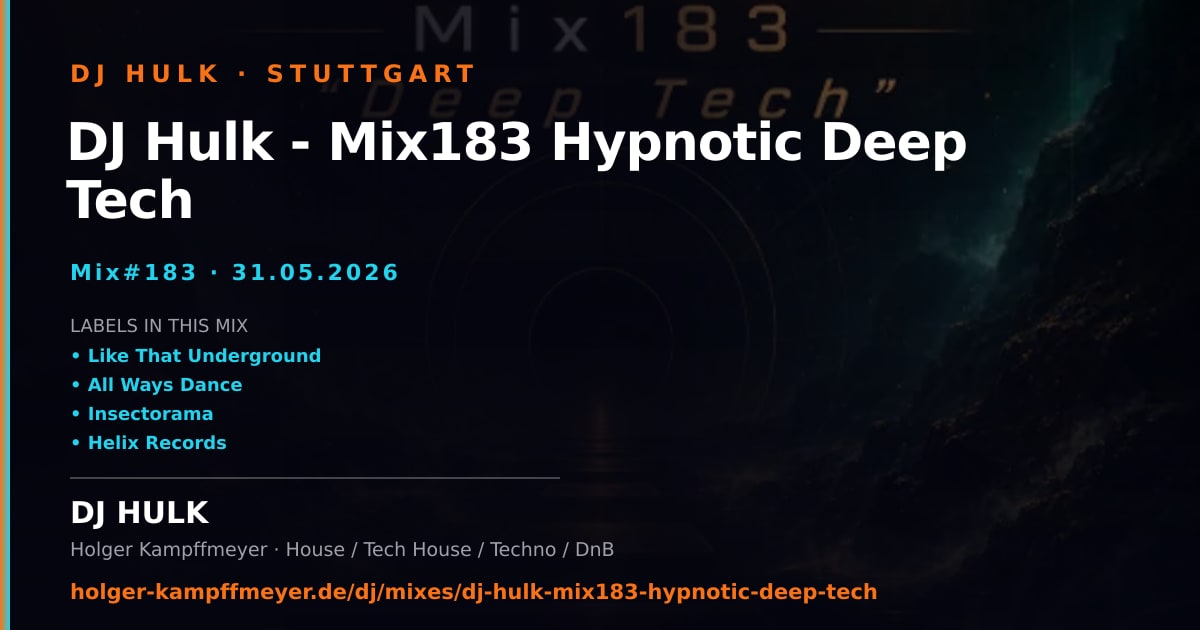 Mix183
"Deep Tech"
DJ HULK · STUTTGART
DJ Hulk - Mix183 Hypnotic Deep
Tech
Mix#183 · 31.05.2026
LABELS IN THIS MIX
• Like That Underground
• All Ways Dance
• Insectorama
• Helix Records
DJ HULK
Holger Kampffmeyer · House / Tech House / Techno / DnB
holger-kampffmeyer.de/dj/mixes/dj-hulk-mix183-hypnotic-deep-tech